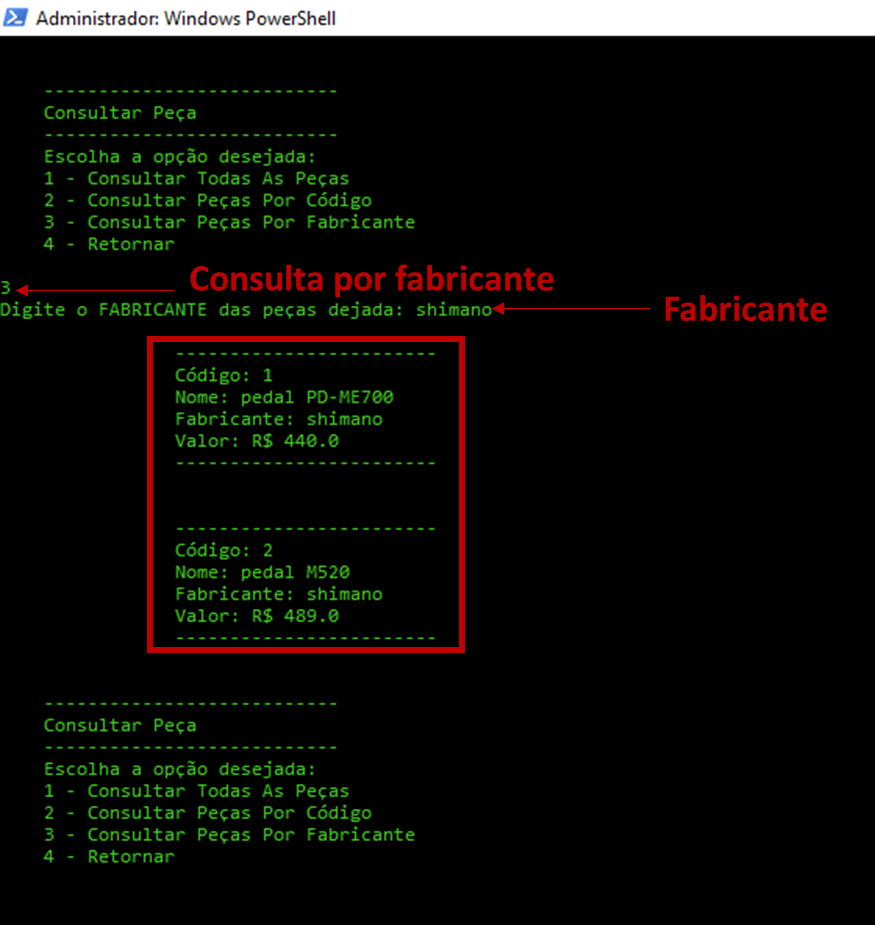 Administrador: Windows PowerShell
---------------------------
Consultar Peça
---------------------------
Escolha a opção desejada:
1 - Consultar Todas As Peças
2 - Consultar Peças Por Código
3 - Consultar Peças Por Fabricante
4 - Retornar
3
Consulta por fabricante
Digite o FABRICANTE das peças dejada: shimano
Fabricante
------------------------
Código: 1
Nome: pedal PD-ME700
Fabricante: shimano
Valor: R$ 440.0
------------------------
------------------------
Código: 2
Nome: pedal M520
Fabricante: shimano
Valor: R$ 489.0
------------------------
---------------------------
Consultar Peça
---------------------------
Escolha a opção desejada:
1 - Consultar Todas As Peças
2 - Consultar Peças Por Código
3 - Consultar Peças Por Fabricante
4 - Retornar